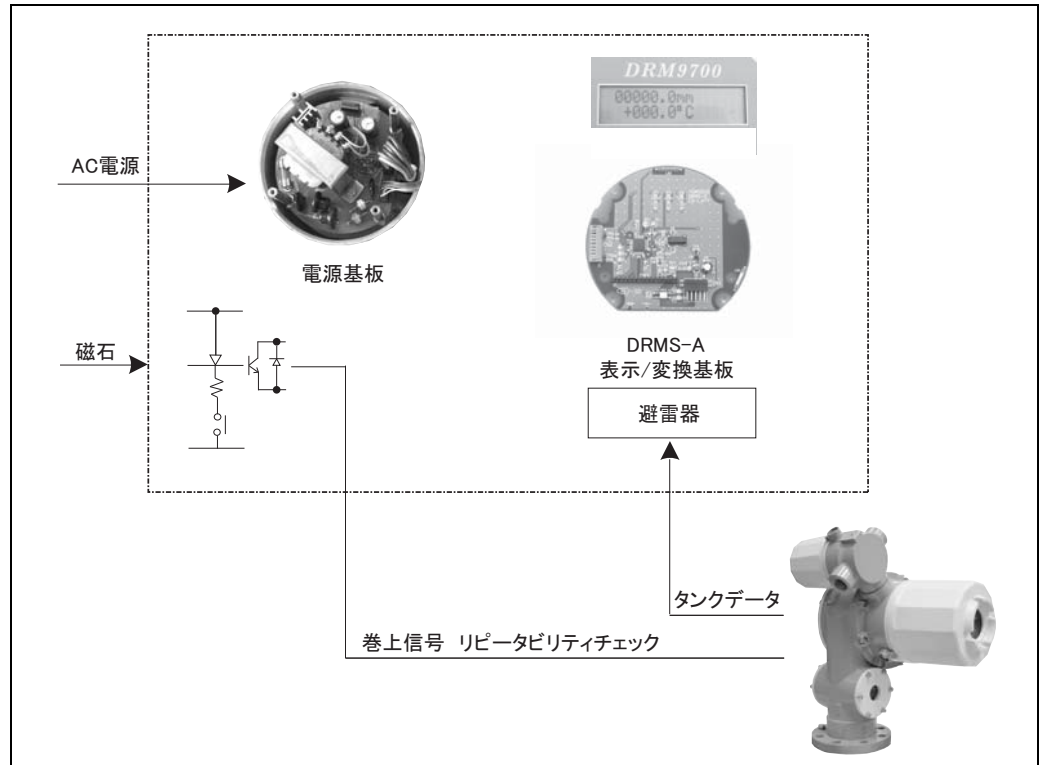 DRM9700
00000.0mm
+000.0°C
AC電源
電源基板
磁石
DRMS-A
表示/変換基板
避雷器
タンクデータ
巻上信号 リピータビリティチェック